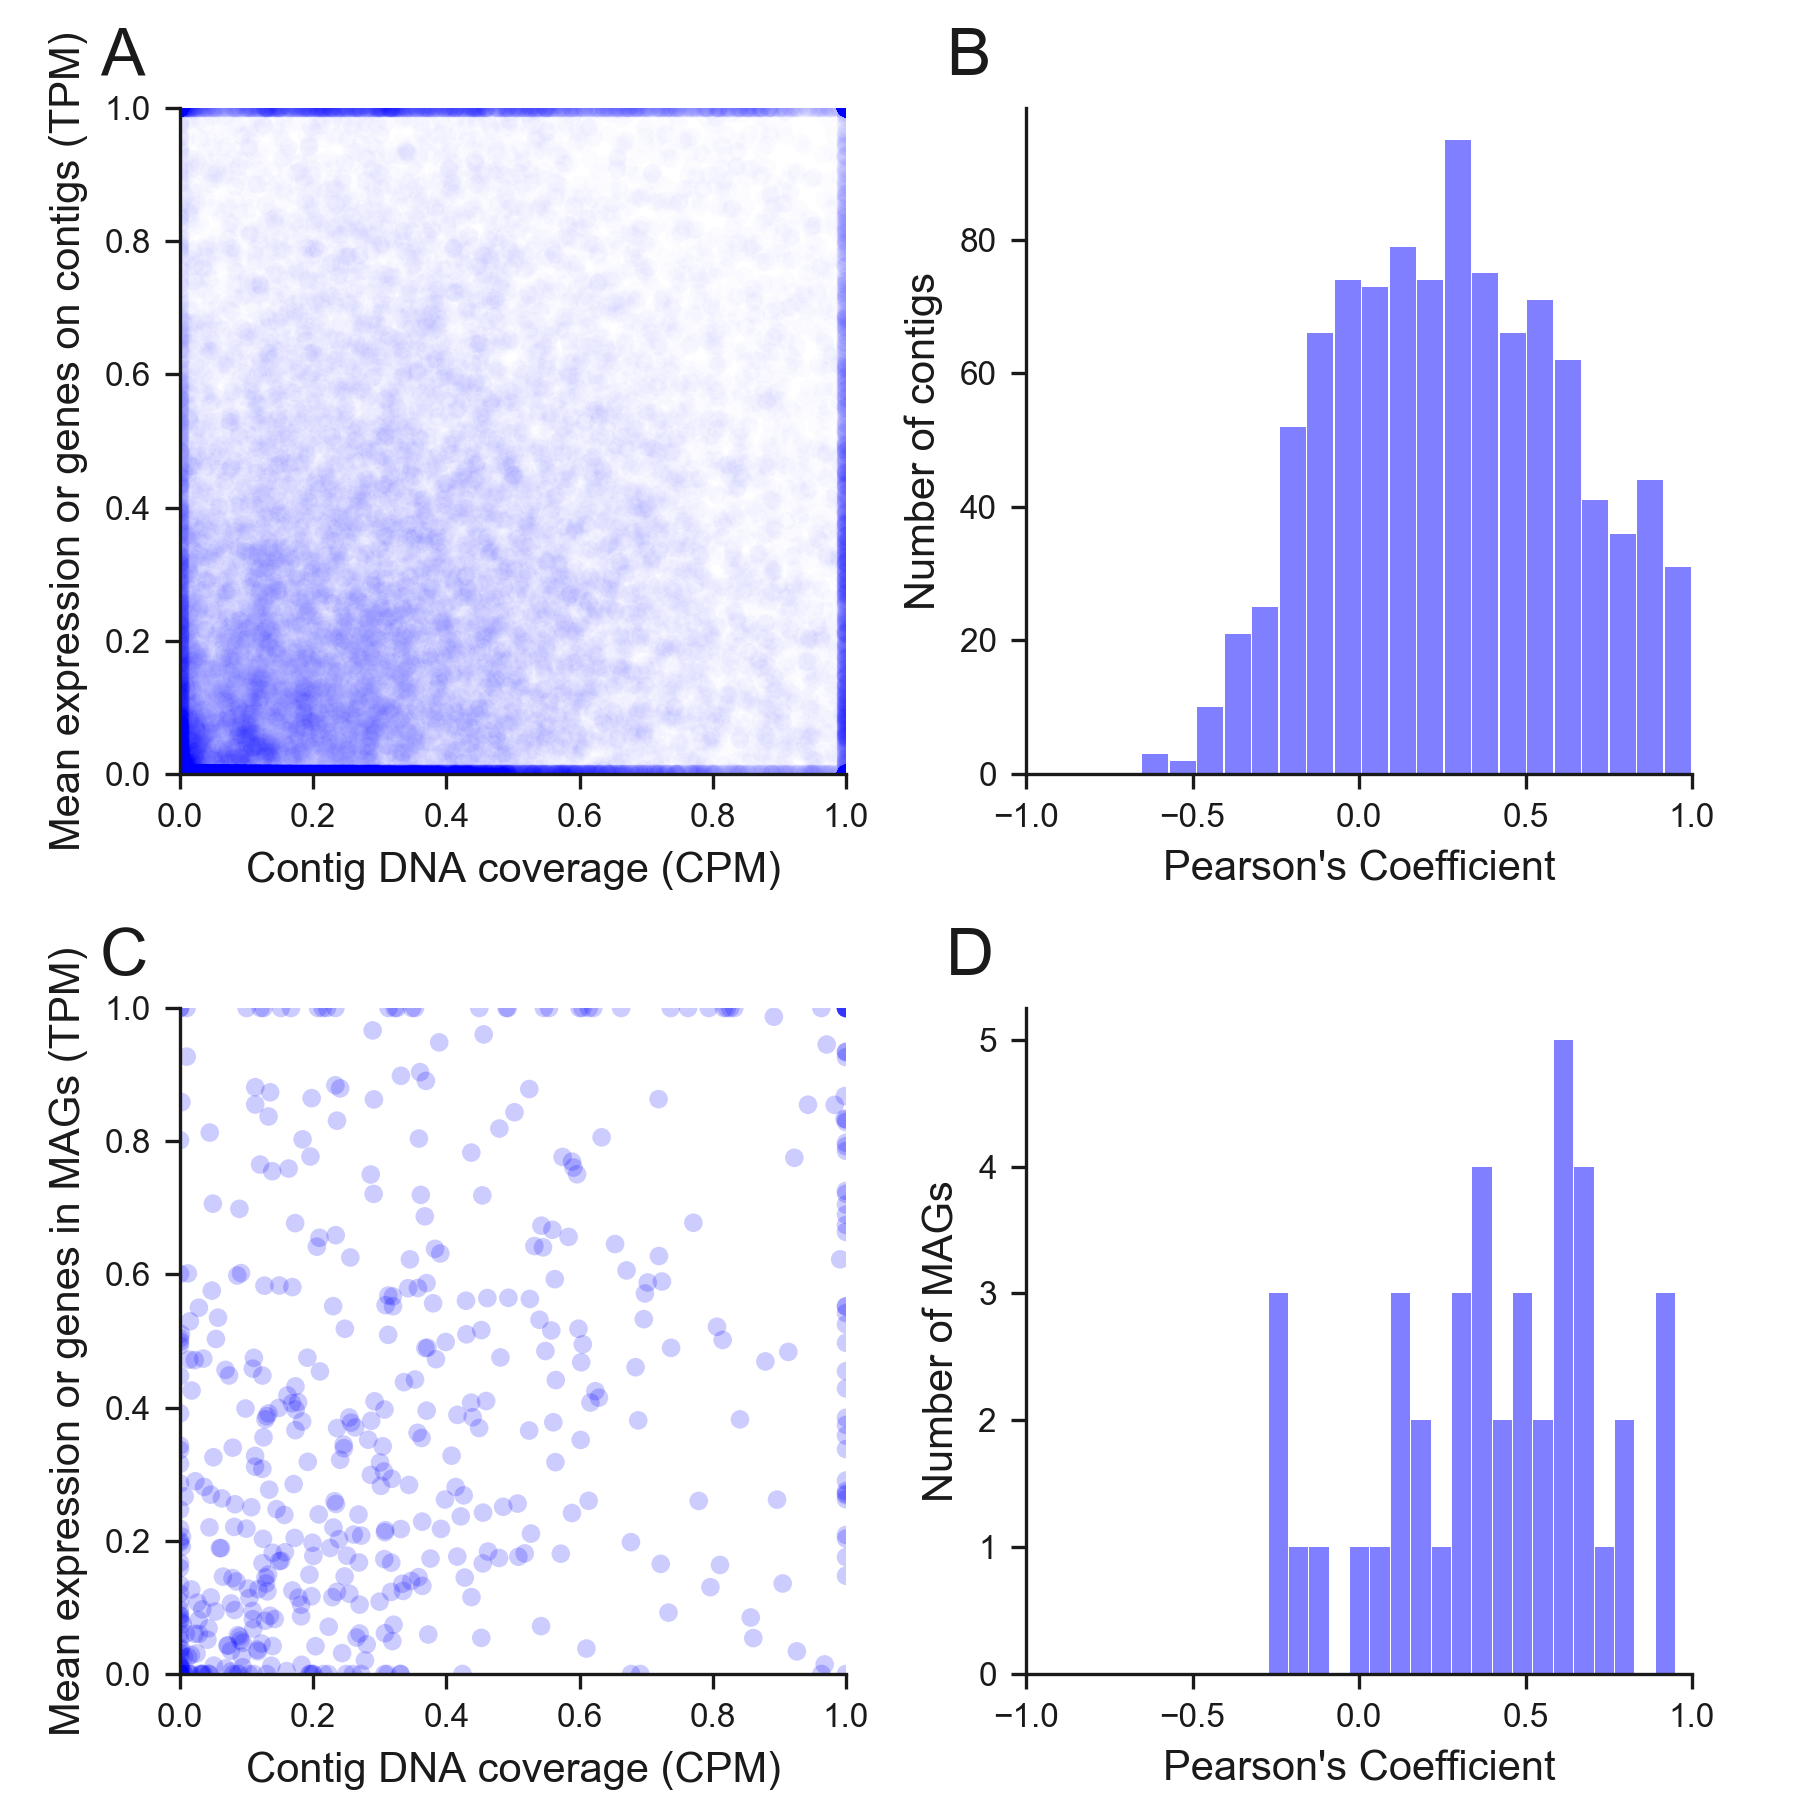 A
Mean expression or genes on contigs (TPM)
1.0
0.8
0.6
0.4
0.2
0.0
0.0 0.2 0.4 0.6 0.8 1.0
Contig DNA coverage (CPM)
B
Number of contigs
80
60
40
20
0
−1.0 −0.5 0.0 0.5 1.0
Pearson's Coefficient
C
Mean expression or genes in MAGs (TPM)
1.0
0.8
0.6
0.4
0.2
0.0
0.0 0.2 0.4 0.6 0.8 1.0
Contig DNA coverage (CPM)
D
Number of MAGs
5
4
3
2
1
0
−1.0 −0.5 0.0 0.5 1.0
Pearson's Coefficient